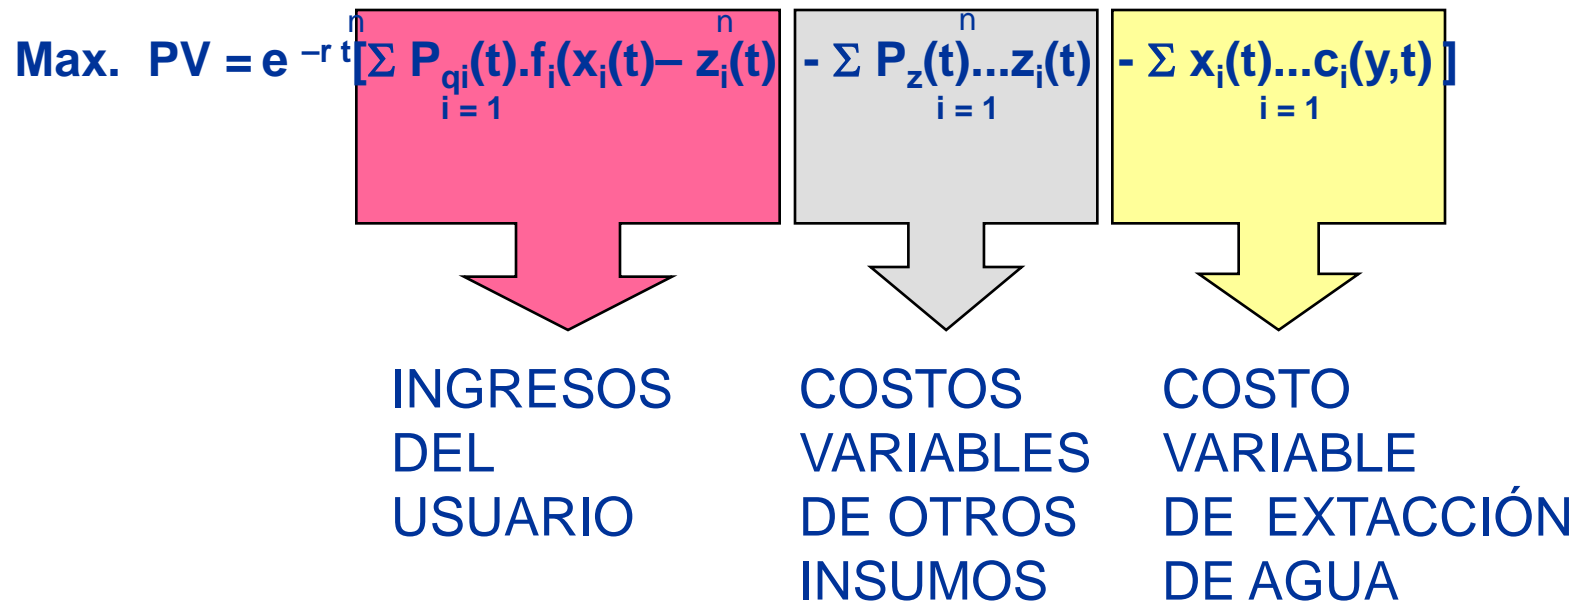 n n n
Max. PV = e –r t[Σ Pqi(t).fi(xi(t)– zi(t) - Σ Pz(t)...zi(t) - Σ xi(t)...ci(y,t) ]
i = 1 i = 1 i = 1
INGRESOS COSTOS COSTO
DEL VARIABLES VARIABLE
USUARIO DE OTROS DE EXTACCIÓN
INSUMOS DE AGUA